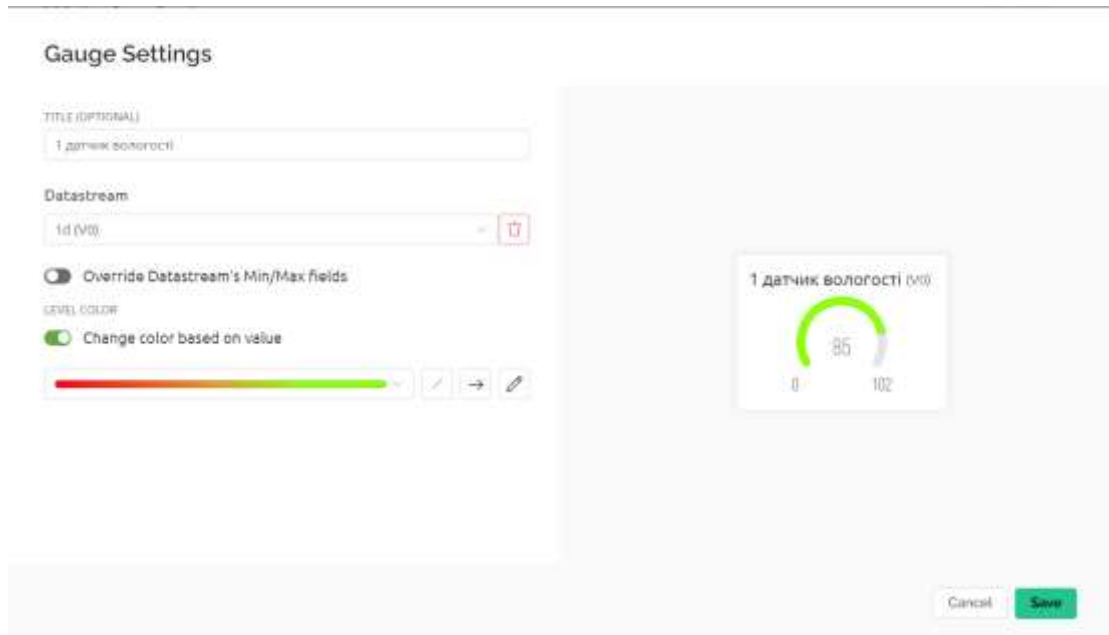 Gauge Settings
TITLE (OPTIONAL)
1 датчик вологості
Datastream
1d (V0)
Override Datastream's Min/Max fields
LEVEL COLOR
Change color based on value
1 датчик вологості (V0)
85
0 102
Cancel Save